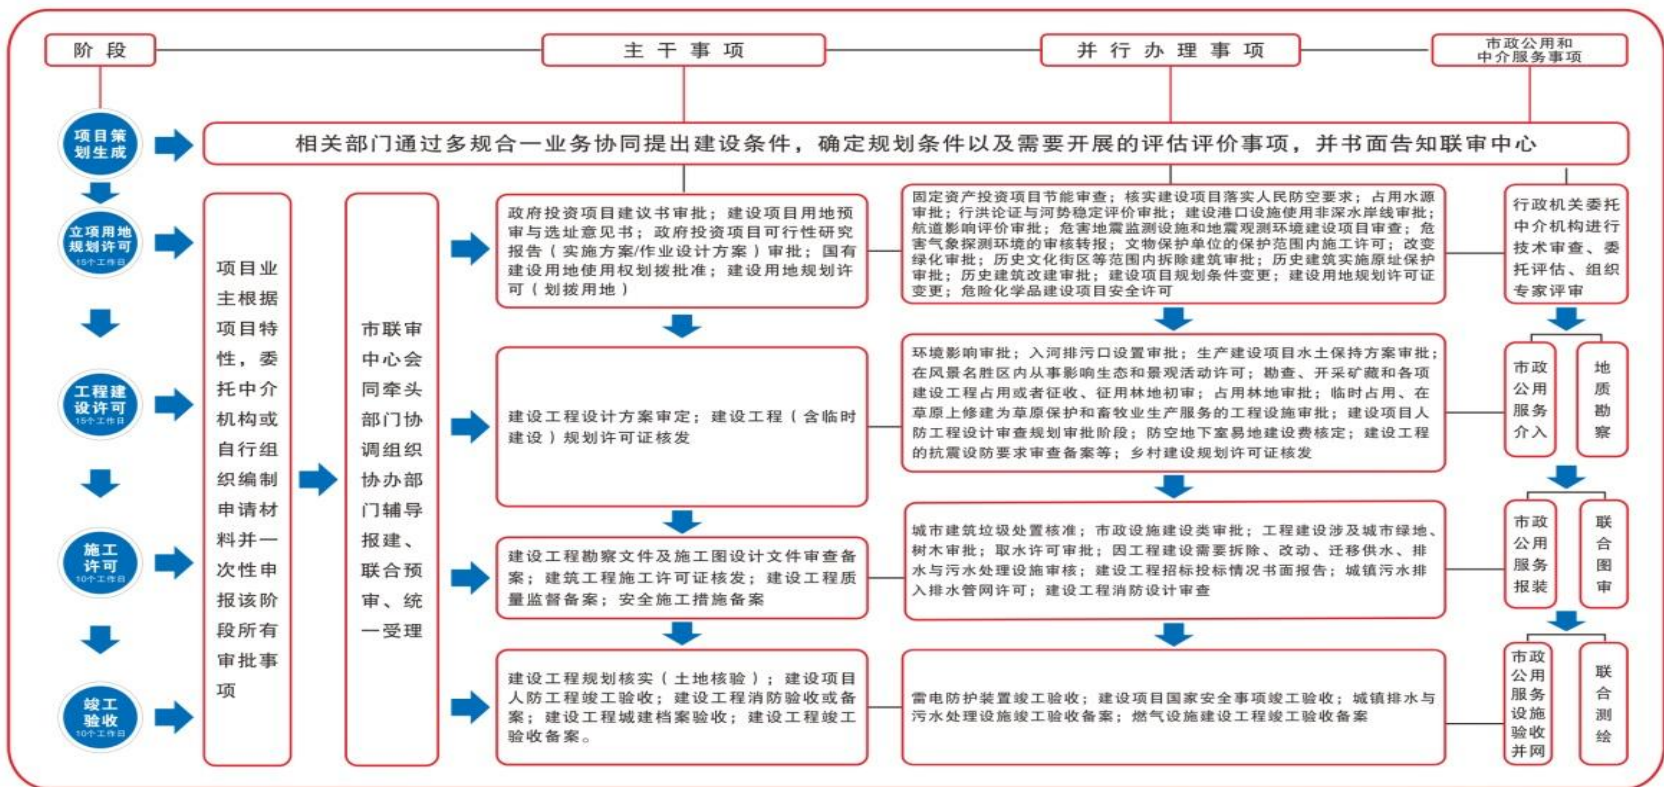 阶段
主干事项
并行办理事项
市政公用和
中介服务事项
项目策
划生成
相关部门通过多规合一业务协同提出建设条件，确定规划条件以及需要开展的评估评价事项，并书面告知联审中心
立项用地
规划许可
15个工作日
工程建
设许可
15个工作日
施工
许可
10个工作日
竣工
验收
10个工作日
项目业
主根据
项目特
性，委
托中介
机构或
自行组
织编制
申请材
料并一
次性申
报该阶
段所有
审批事
项
市联审
中心会
同牵头
部门协
调组织
协办部
门辅导
报建、
联合预
审、统
一受理
政府投资项目建议书审批；建设项目用地预
审与选址意见书；政府投资项目可行性研究
报告（实施方案/作业设计方案）审批；国有
建设用地使用权划拨批准；建设用地规划许
可（划拨用地）
固定资产投资项目节能审查；核实建设项目落实人民防空要求；占用水源
审批；行洪论证与河势稳定评价审批；建设港口设施使用非深水岸线审批；
航道影响评价审批；危害地震监测设施和地震观测环境建设项目审查；危
害气象探测环境的审核转报；文物保护单位的保护范围内施工许可；改变
绿化审批；历史文化街区等范围内拆除建筑审批；历史建筑实施原址保护
审批；历史建筑改建审批；建设项目规划条件变更；建设用地规划许可证
变更；危险化学品建设项目安全许可
行政机关委托
中介机构进行
技术审查、委
托评估、组织
专家评审
建设工程设计方案审定；建设工程（含临时
建设）规划许可证核发
环境影响审批；入河排污口设置审批；生产建设项目水土保持方案审批；
在风景名胜区内从事影响生态和景观活动许可；勘查、开采矿藏和各项
建设工程占用或者征收、征用林地初审；占用林地审批；临时占用、在
草原上修建为草原保护和畜牧业生产服务的工程设施审批；建设项目人
防工程设计审查规划审批阶段；防空地下室易地建设费核定；建设工程
的抗震设防要求审查备案等；乡村建设规划许可证核发
市政
公用
服务
介入
地
质
勘
察
建设工程勘察文件及施工图设计文件审查备
案；建筑工程施工许可证核发；建设工程质
量监督备案；安全施工措施备案
城市建筑垃圾处置核准；市政设施建设类审批；工程建设涉及城市绿地、
树木审批；取水许可审批；因工程建设需要拆除、改动、迁移供水、排
水与污水处理设施审核；建设工程招标投标情况书面报告；城镇污水排
入排水管网许可；建设工程消防设计审查
市政
公用
服务
报装
联
合
图
审
建设工程规划核实（土地核验）；建设项目
人防工程竣工验收；建设工程消防验收或备
案；建设工程城建档案验收；建设工程竣工
验收备案。
雷电防护装置竣工验收；建设项目国家安全事项竣工验收；城镇排水与
污水处理设施竣工验收备案；燃气设施建设工程竣工验收备案
市政
公用
服务
设施
验收
并网
联
合
测
绘